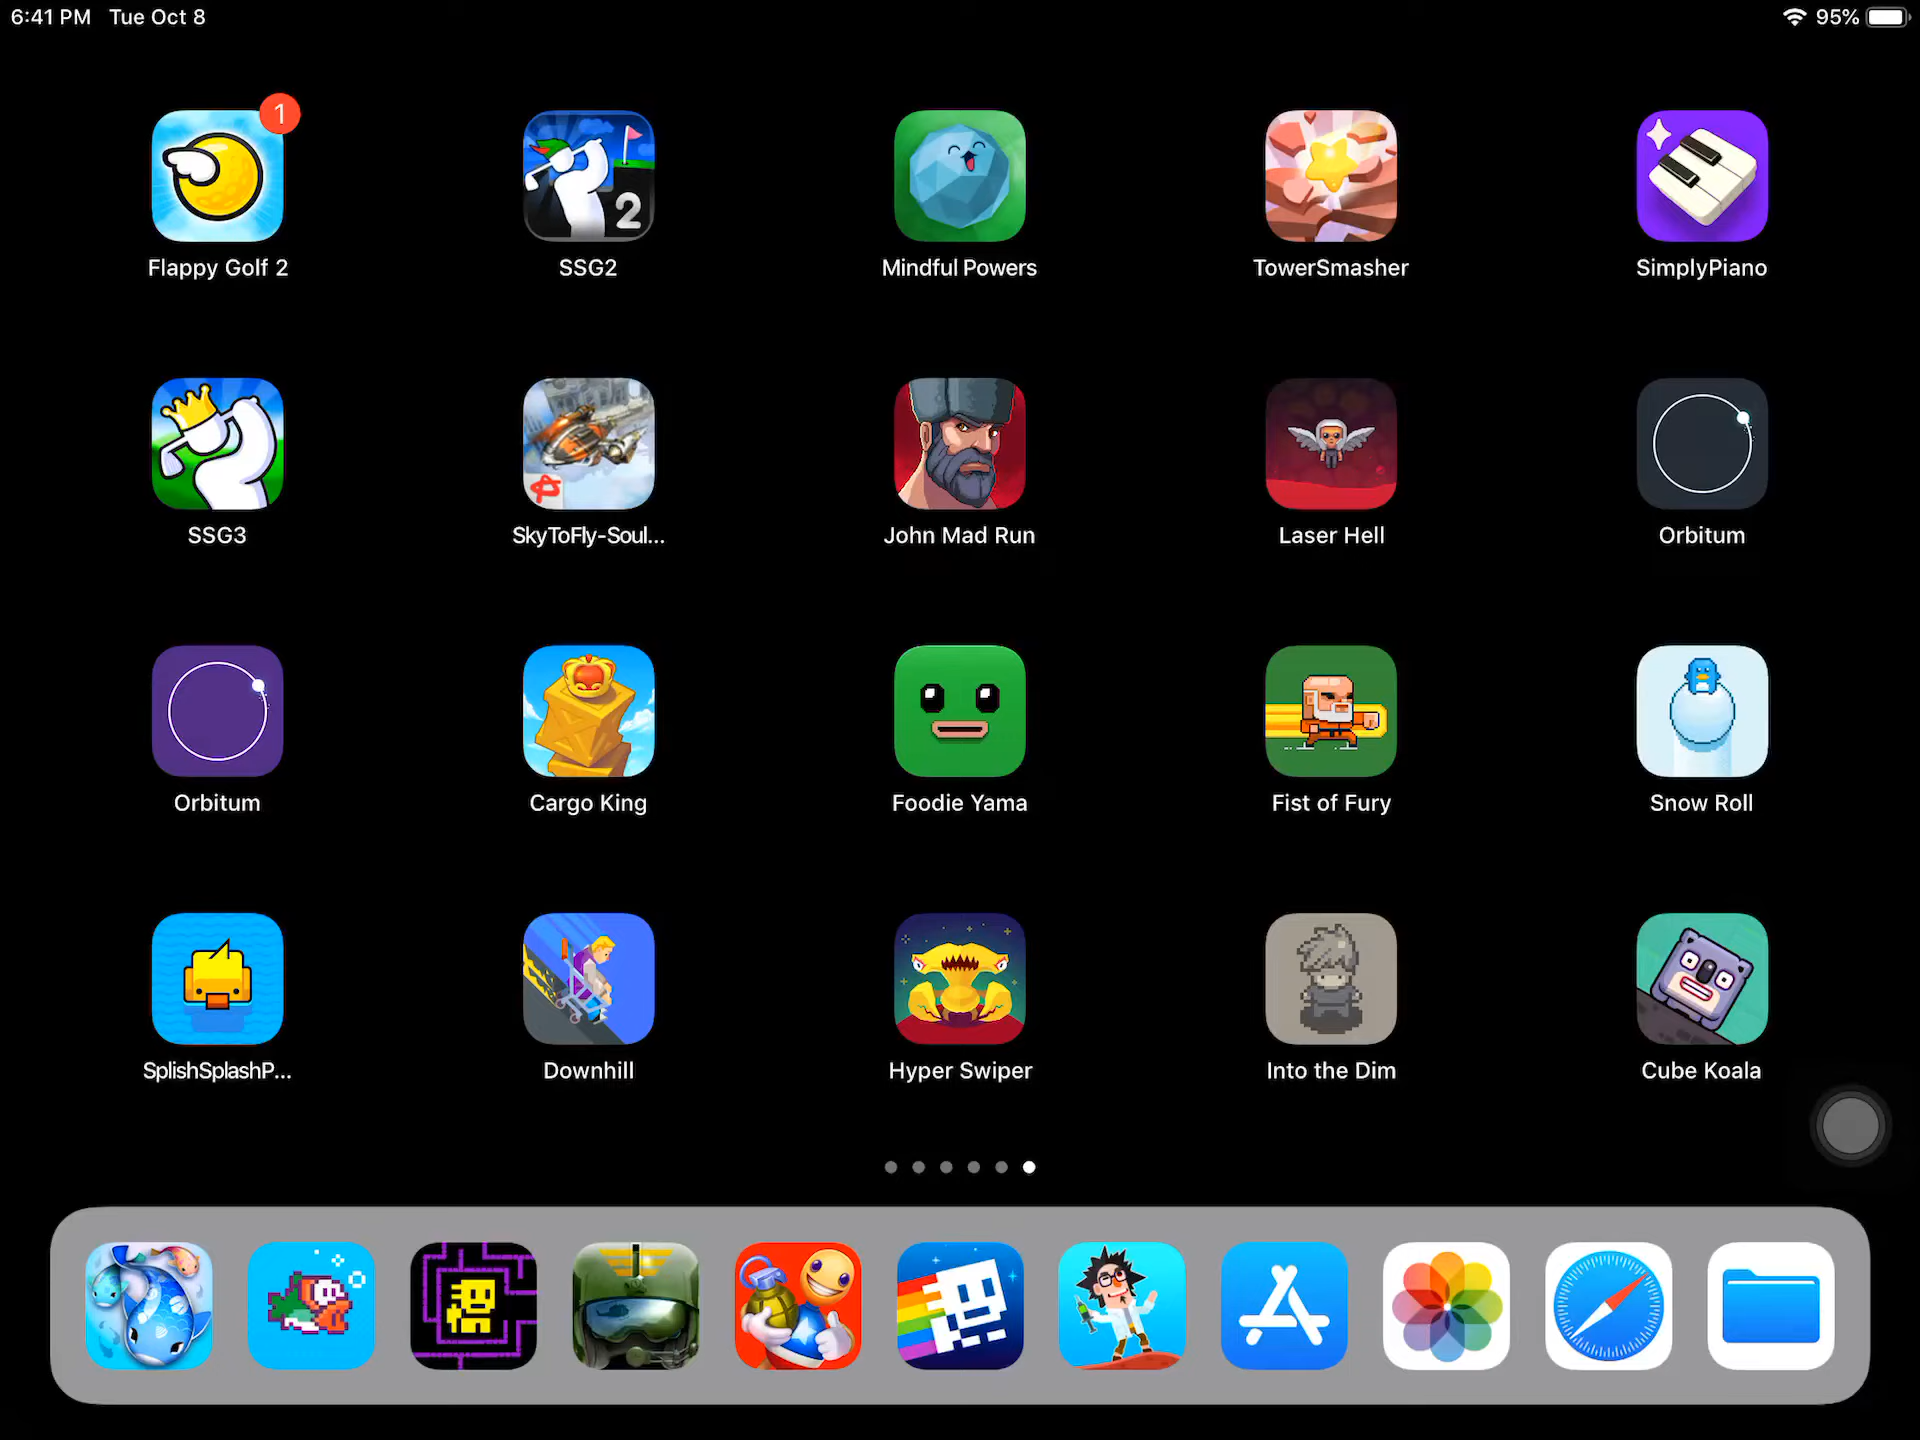 6:41 PM Tue Oct 8 95%
1
2
Flappy Golf 2 SSG2 Mindful Powers TowerSmasher SimplyPiano
SSG3 SkyToFly-Soul... John Mad Run Laser Hell Orbitum
Orbitum Cargo King Foodie Yama Fist of Fury Snow Roll
SplishSplashP... Downhill Hyper Swiper Into the Dim Cube Koala